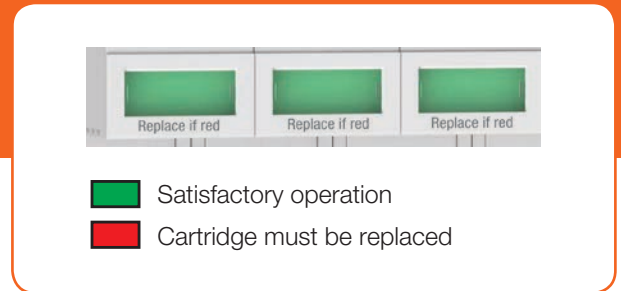 Replace if red Replace if red Replace if red
Satisfactory operation
Cartridge must be replaced